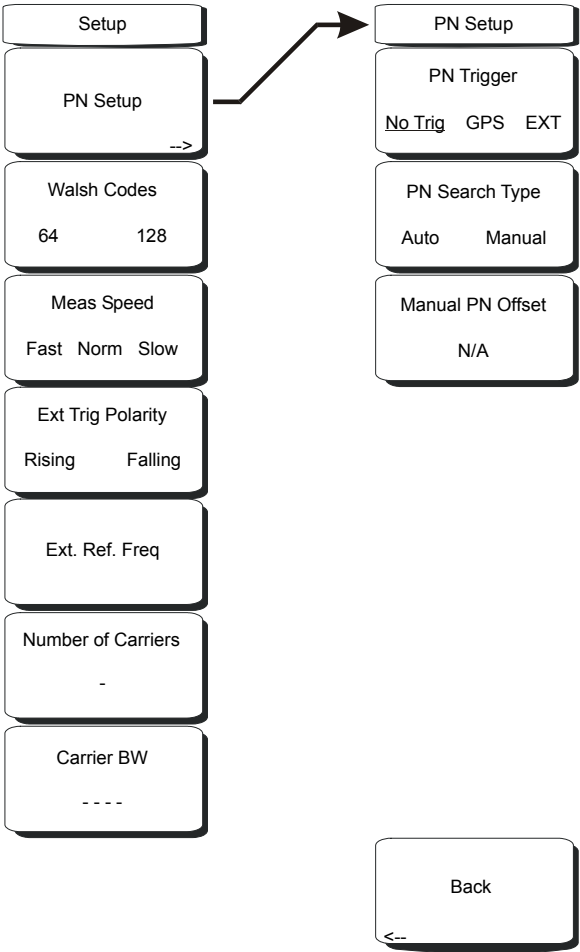 Setup
PN Setup
-->
Walsh Codes
64 128
Meas Speed
Fast Norm Slow
Ext Trig Polarity
Rising Falling
Ext. Ref. Freq
Number of Carriers
-
Carrier BW
- - - -
PN Setup
PN Trigger
No Trig GPS EXT
PN Search Type
Auto Manual
Manual PN Offset
N/A
Back
<--